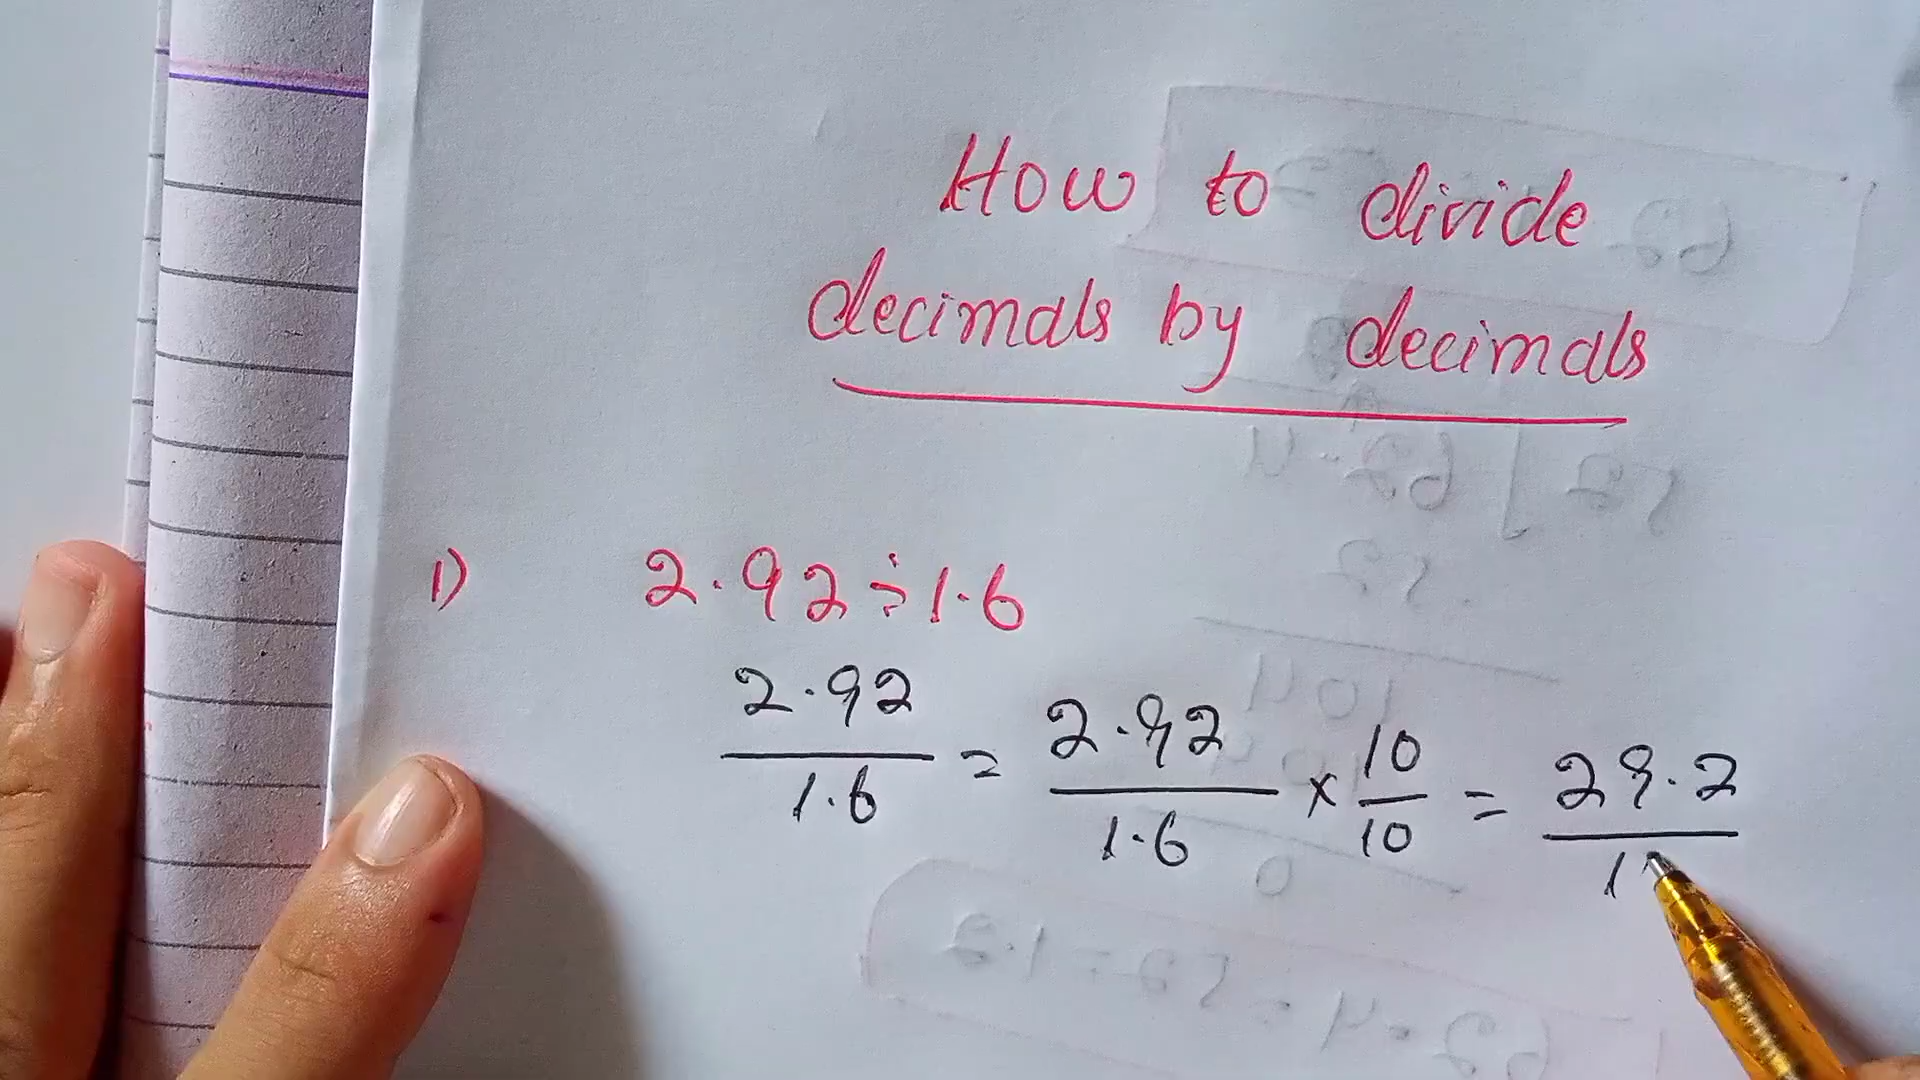 How to divide
decimals by decimals
1) 2.92÷1.6
2.92/1.6 = 2.92/1.6 × 10/10 = 29.2/1